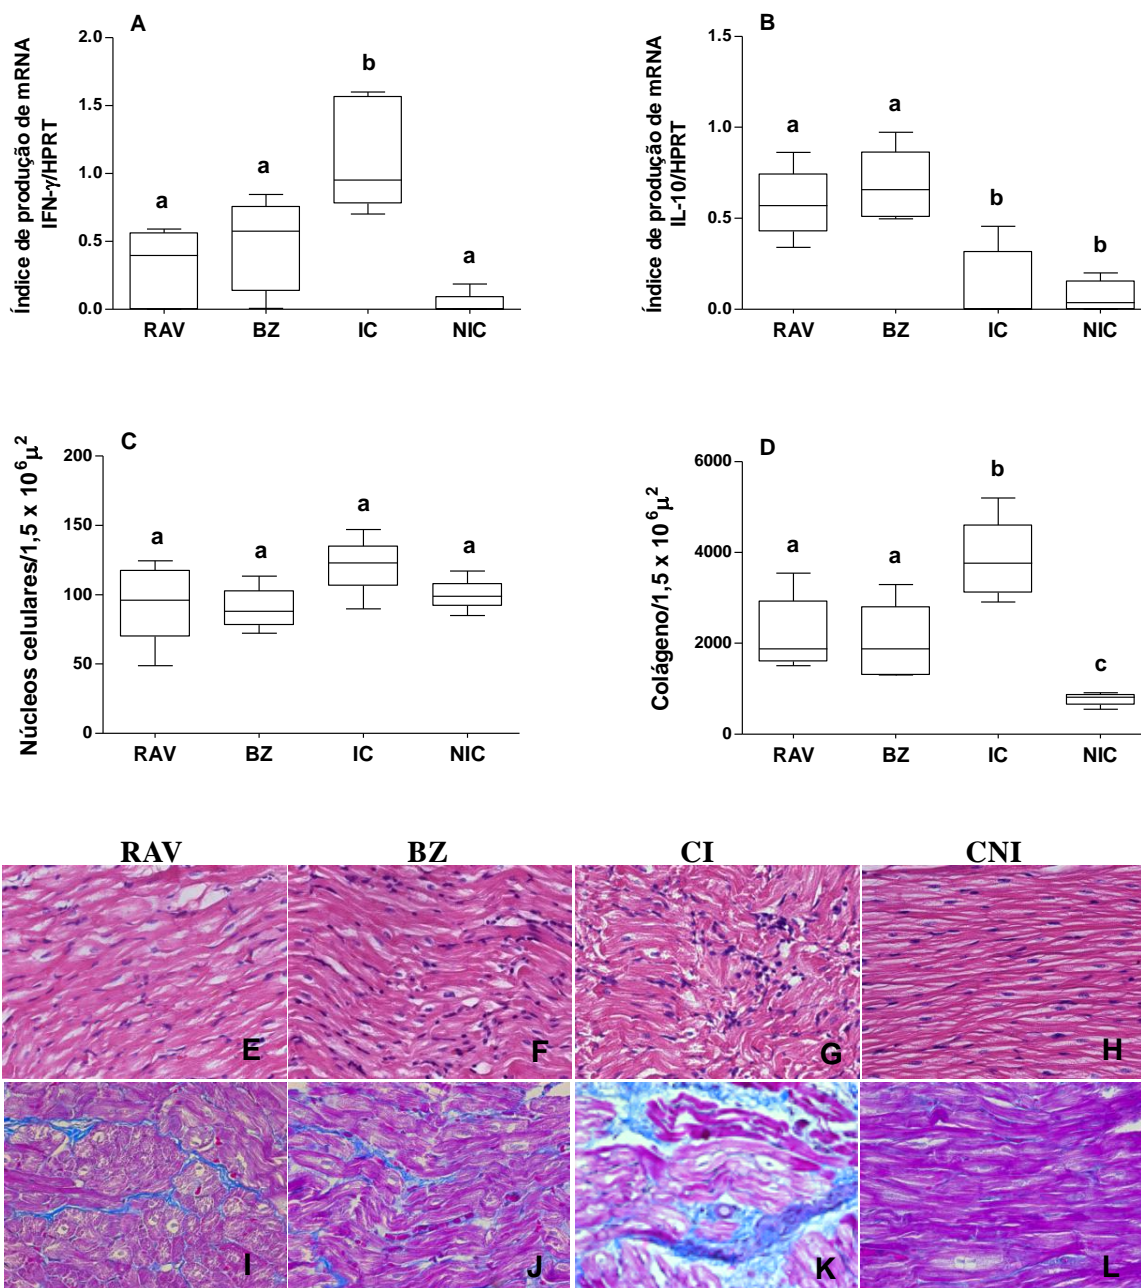 A
Índice de produção de mRNA
IFN-γ/HPRT
2.0
1.5
1.0
0.5
0.0
a
a
b
a
RAV BZ IC NIC
B
Índice de produção de mRNA
IL-10/HPRT
1.5
1.0
0.5
0.0
a
a
b
b
RAV BZ IC NIC
C
Núcleos celulares/1,5 x 10⁶μ²
200
150
100
50
0
a
a
a
a
RAV BZ IC NIC
D
Colágeno/1,5 x 10⁶μ²
6000
4000
2000
0
a
a
b
c
RAV BZ IC NIC
RAV BZ CI CNI
E F G H
I J K L